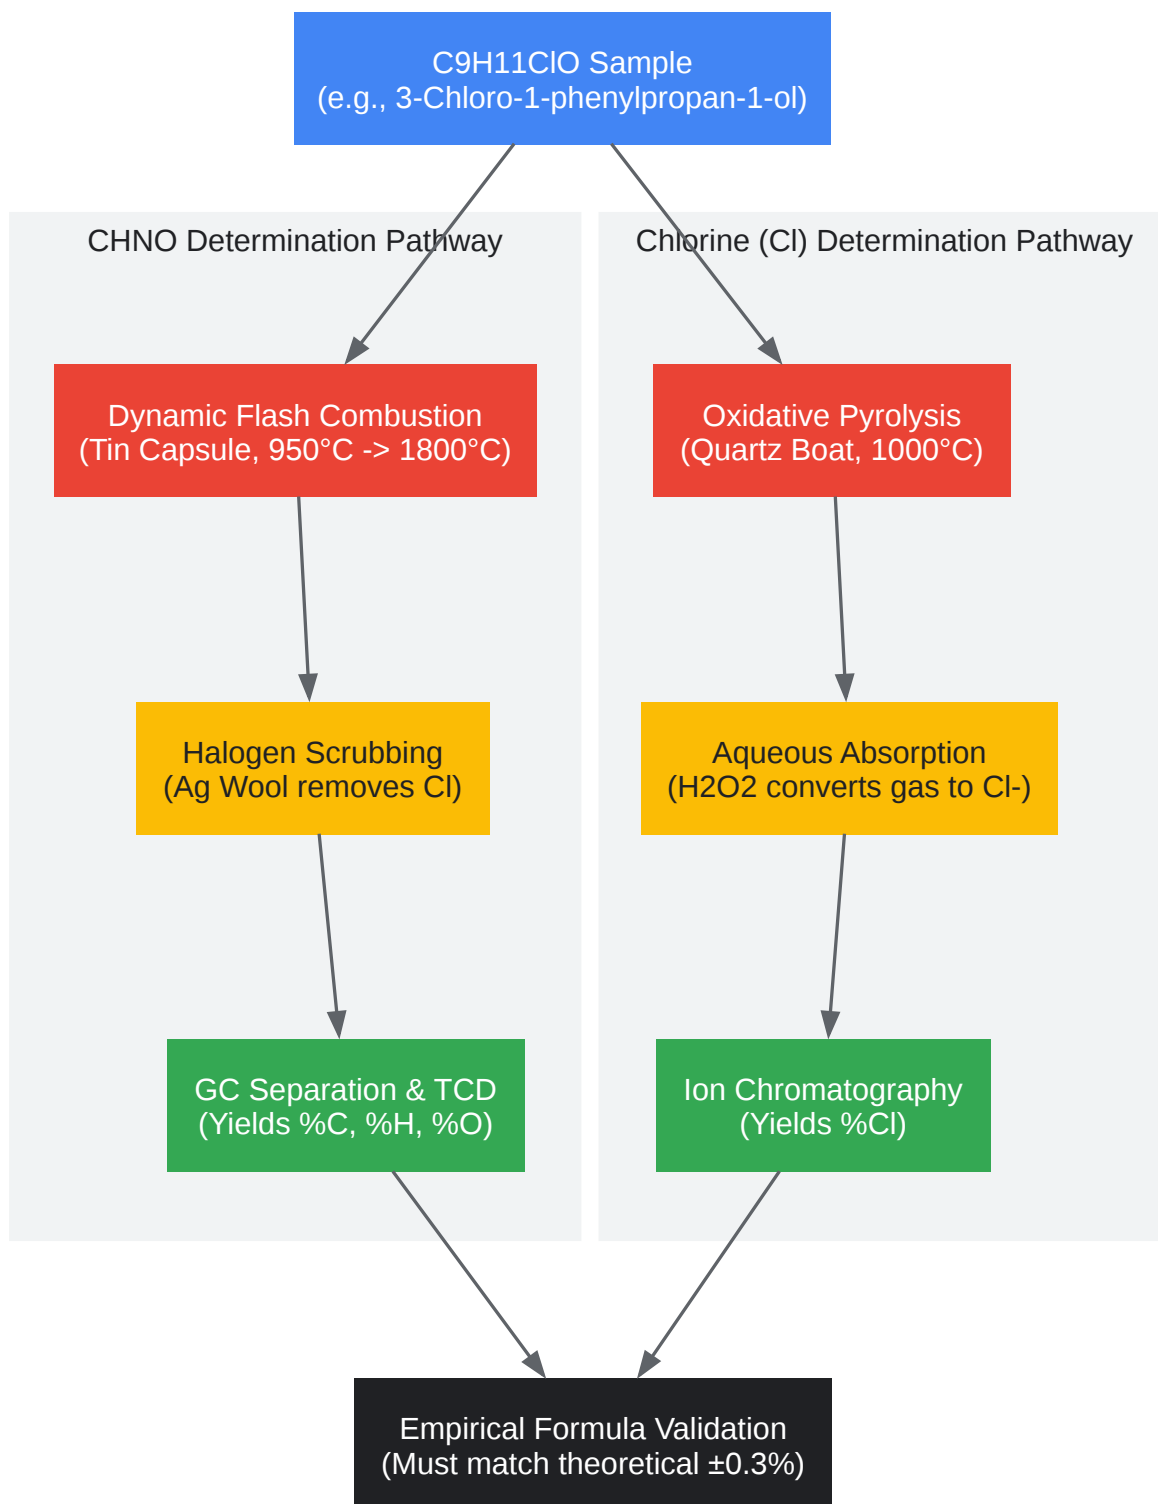 C9H11ClO Sample
(e.g., 3-Chloro-1-phenylpropan-1-ol)
CHNO Determination Pathway
Chlorine (Cl) Determination Pathway
Dynamic Flash Combustion
(Tin Capsule, 950°C -> 1800°C)
Oxidative Pyrolysis
(Quartz Boat, 1000°C)
Halogen Scrubbing
(Ag Wool removes Cl)
Aqueous Absorption
(H2O2 converts gas to Cl-)
GC Separation & TCD
(Yields %C, %H, %O)
Ion Chromatography
(Yields %Cl)
Empirical Formula Validation
(Must match theoretical ±0.3%)